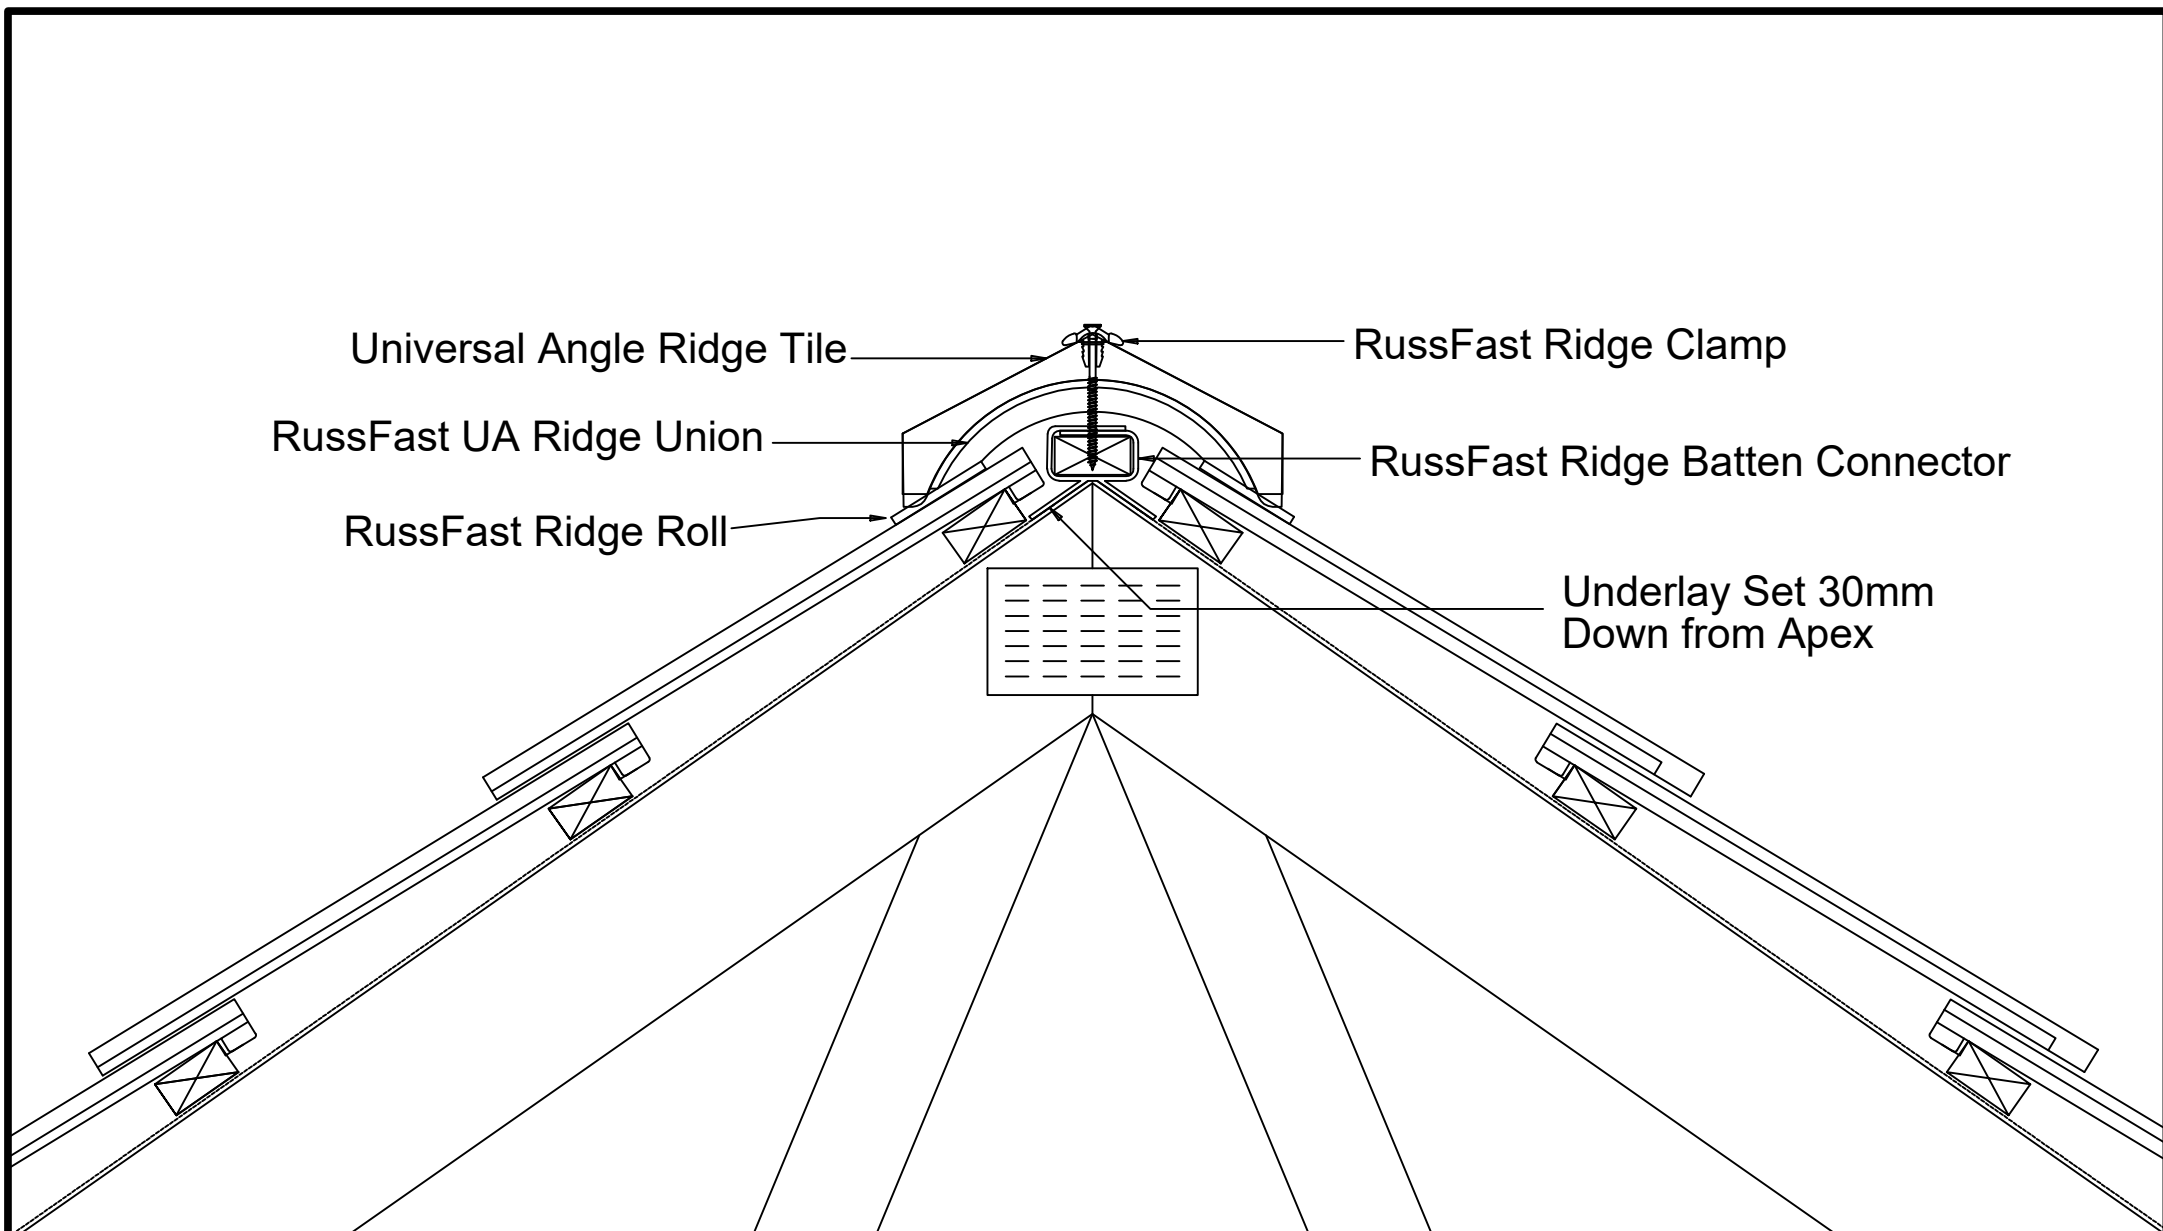 Universal Angle Ridge Tile
RussFast Ridge Clamp
RussFast UA Ridge Union
RussFast Ridge Batten Connector
RussFast Ridge Roll
Underlay Set 30mm
Down from Apex